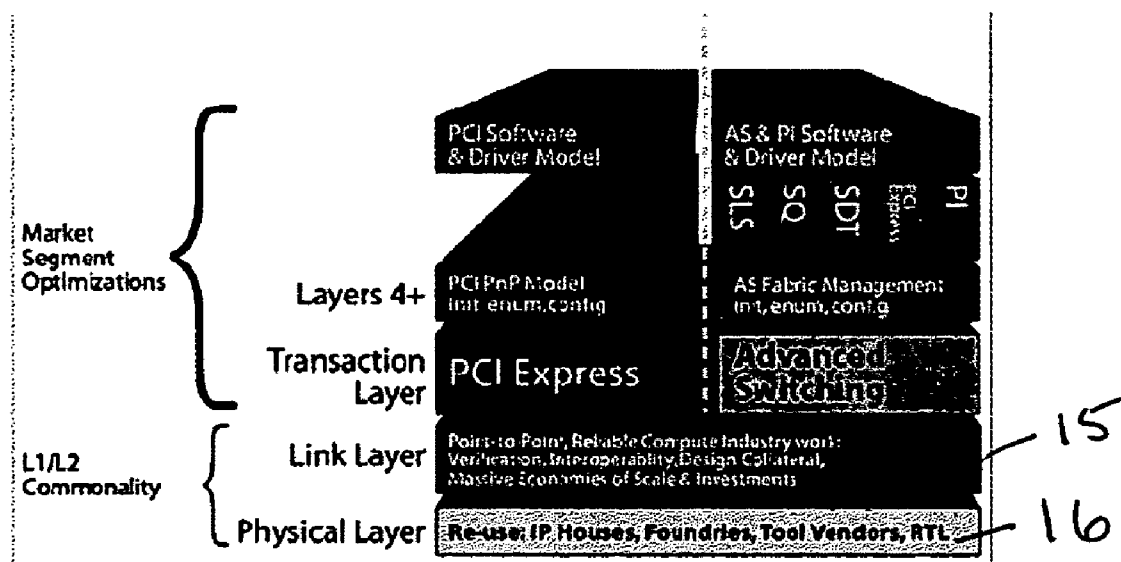 PCI Software
& Driver Model
AS & PI Software
& Driver Model
SLS
SQ
SDT
PCI
Express
PI
Market
Segment
Optimizations
Layers 4+
PCI PnP Model
init, enum, config
AS Fabric Management
init, enum, config
Transaction
Layer
PCI Express
Advanced
Switching
L1/L2
Commonality
Link Layer
Point-to-Point, Reliable Compute Industry work:
Verification, Interoperablity, Design Collateral,
Massive Economies of Scale & Investments
15
Physical Layer
Re-use: IP Houses, Foundries, Tool Vendors, RTL
16